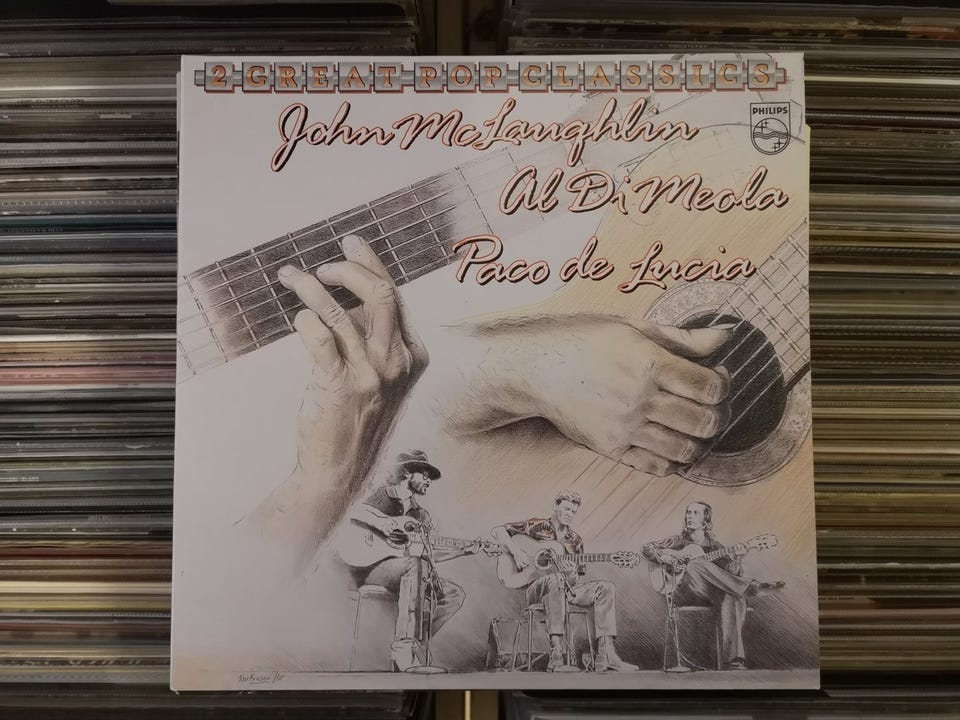 2 GREAT POP CLASSICS
PHILIPS
John McLaughlin
Al Di Meola
Paco de Lucia